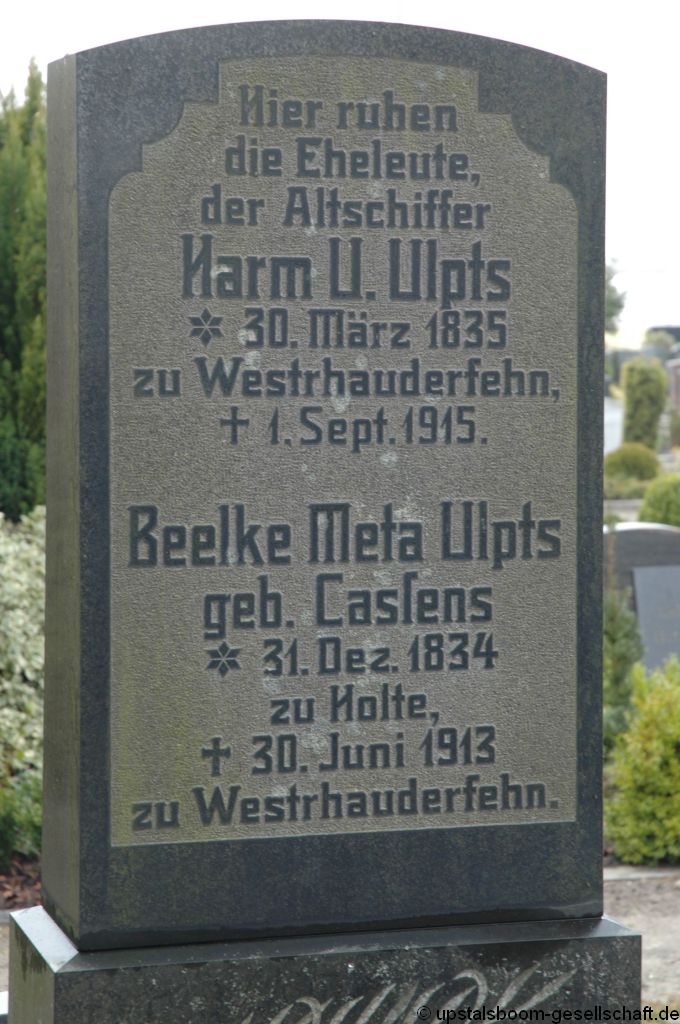 Hier ruhen
die Eheleute,
der Altschiffer
Harm U. Ulpts
* 30. März 1835
zu Westrhauderfehn,
† 1. Sept. 1915.
Beelke Meta Ulpts
geb. Caſſens
* 31. Dez. 1834
zu Holte,
† 30. Juni 1913
zu Westrhauderfehn.
© upstalsboom-gesellschaft.de